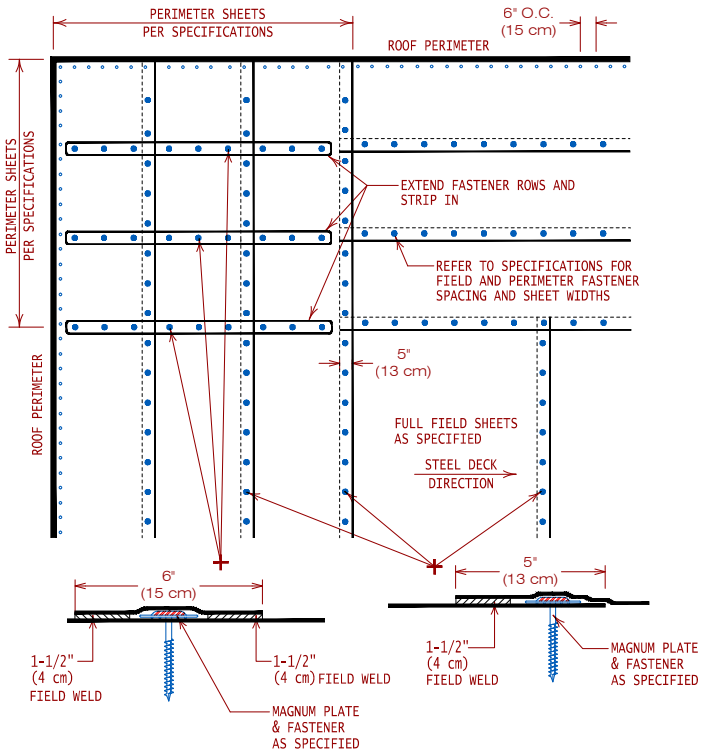 PERIMETER SHEETS
PER SPECIFICATIONS
6" O.C.
(15 cm)
ROOF PERIMETER
PERIMETER SHEETS
PER SPECIFICATIONS
EXTEND FASTENER ROWS AND
STRIP IN
REFER TO SPECIFICATIONS FOR
FIELD AND PERIMETER FASTENER
SPACING AND SHEET WIDTHS
5"
(13 cm)
ROOF PERIMETER
FULL FIELD SHEETS
AS SPECIFIED
STEEL DECK
DIRECTION
6"
(15 cm)
5"
(13 cm)
1-1/2"
(4 cm)
FIELD WELD
1-1/2"
(4 cm) FIELD WELD
MAGNUM PLATE
& FASTENER
AS SPECIFIED
1-1/2"
(4 cm)
FIELD WELD
MAGNUM PLATE
& FASTENER
AS SPECIFIED